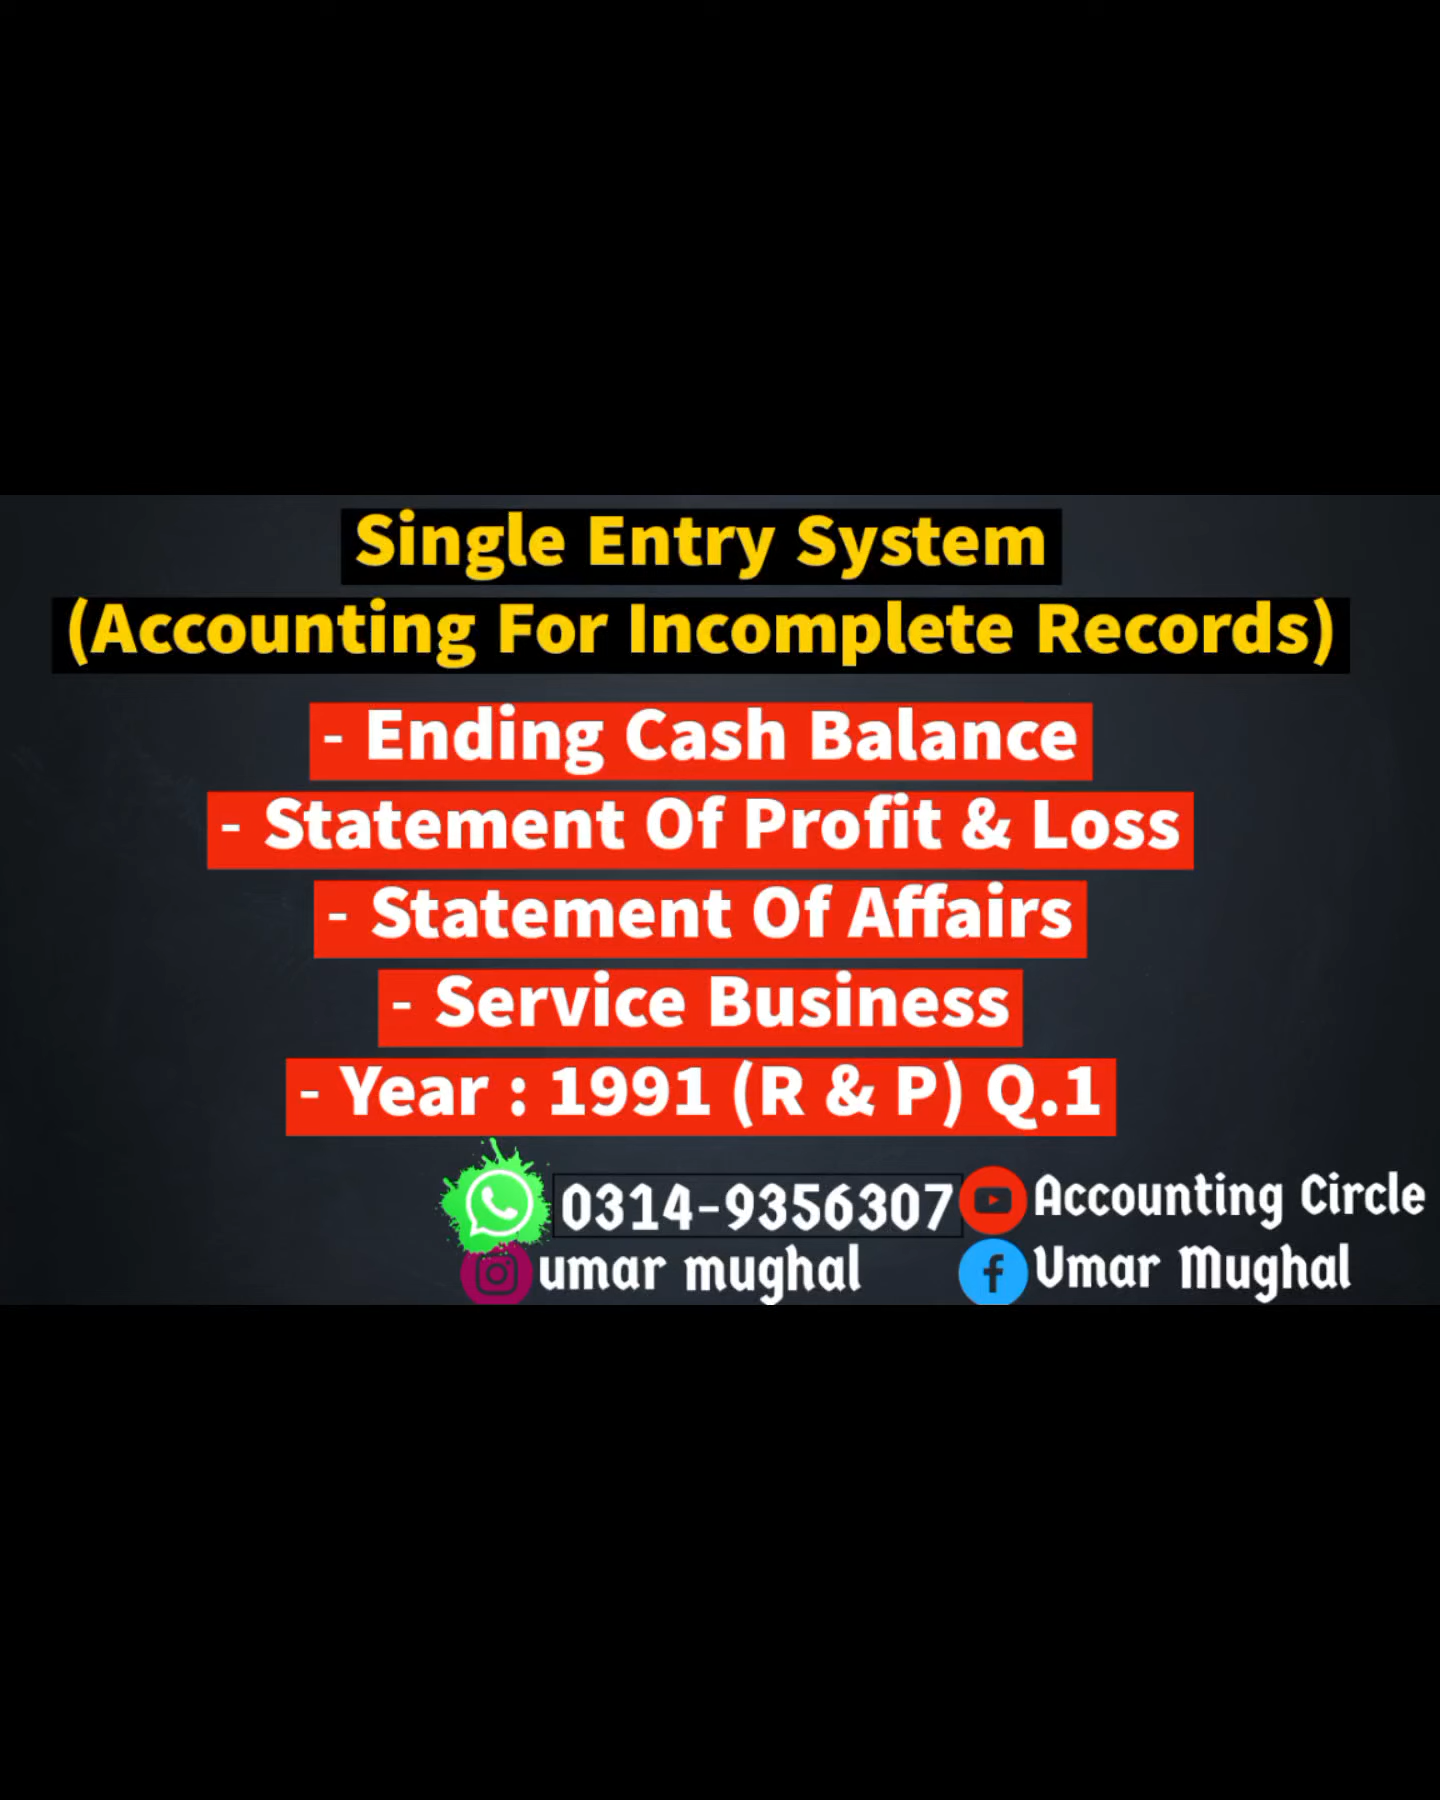 Single Entry System
(Accounting For Incomplete Records)
- Ending Cash Balance
- Statement Of Profit & Loss
- Statement Of Affairs
- Service Business
- Year : 1991 (R & P) Q.1
0314-9356307 Accounting Circle
umar mughal Umar Mughal